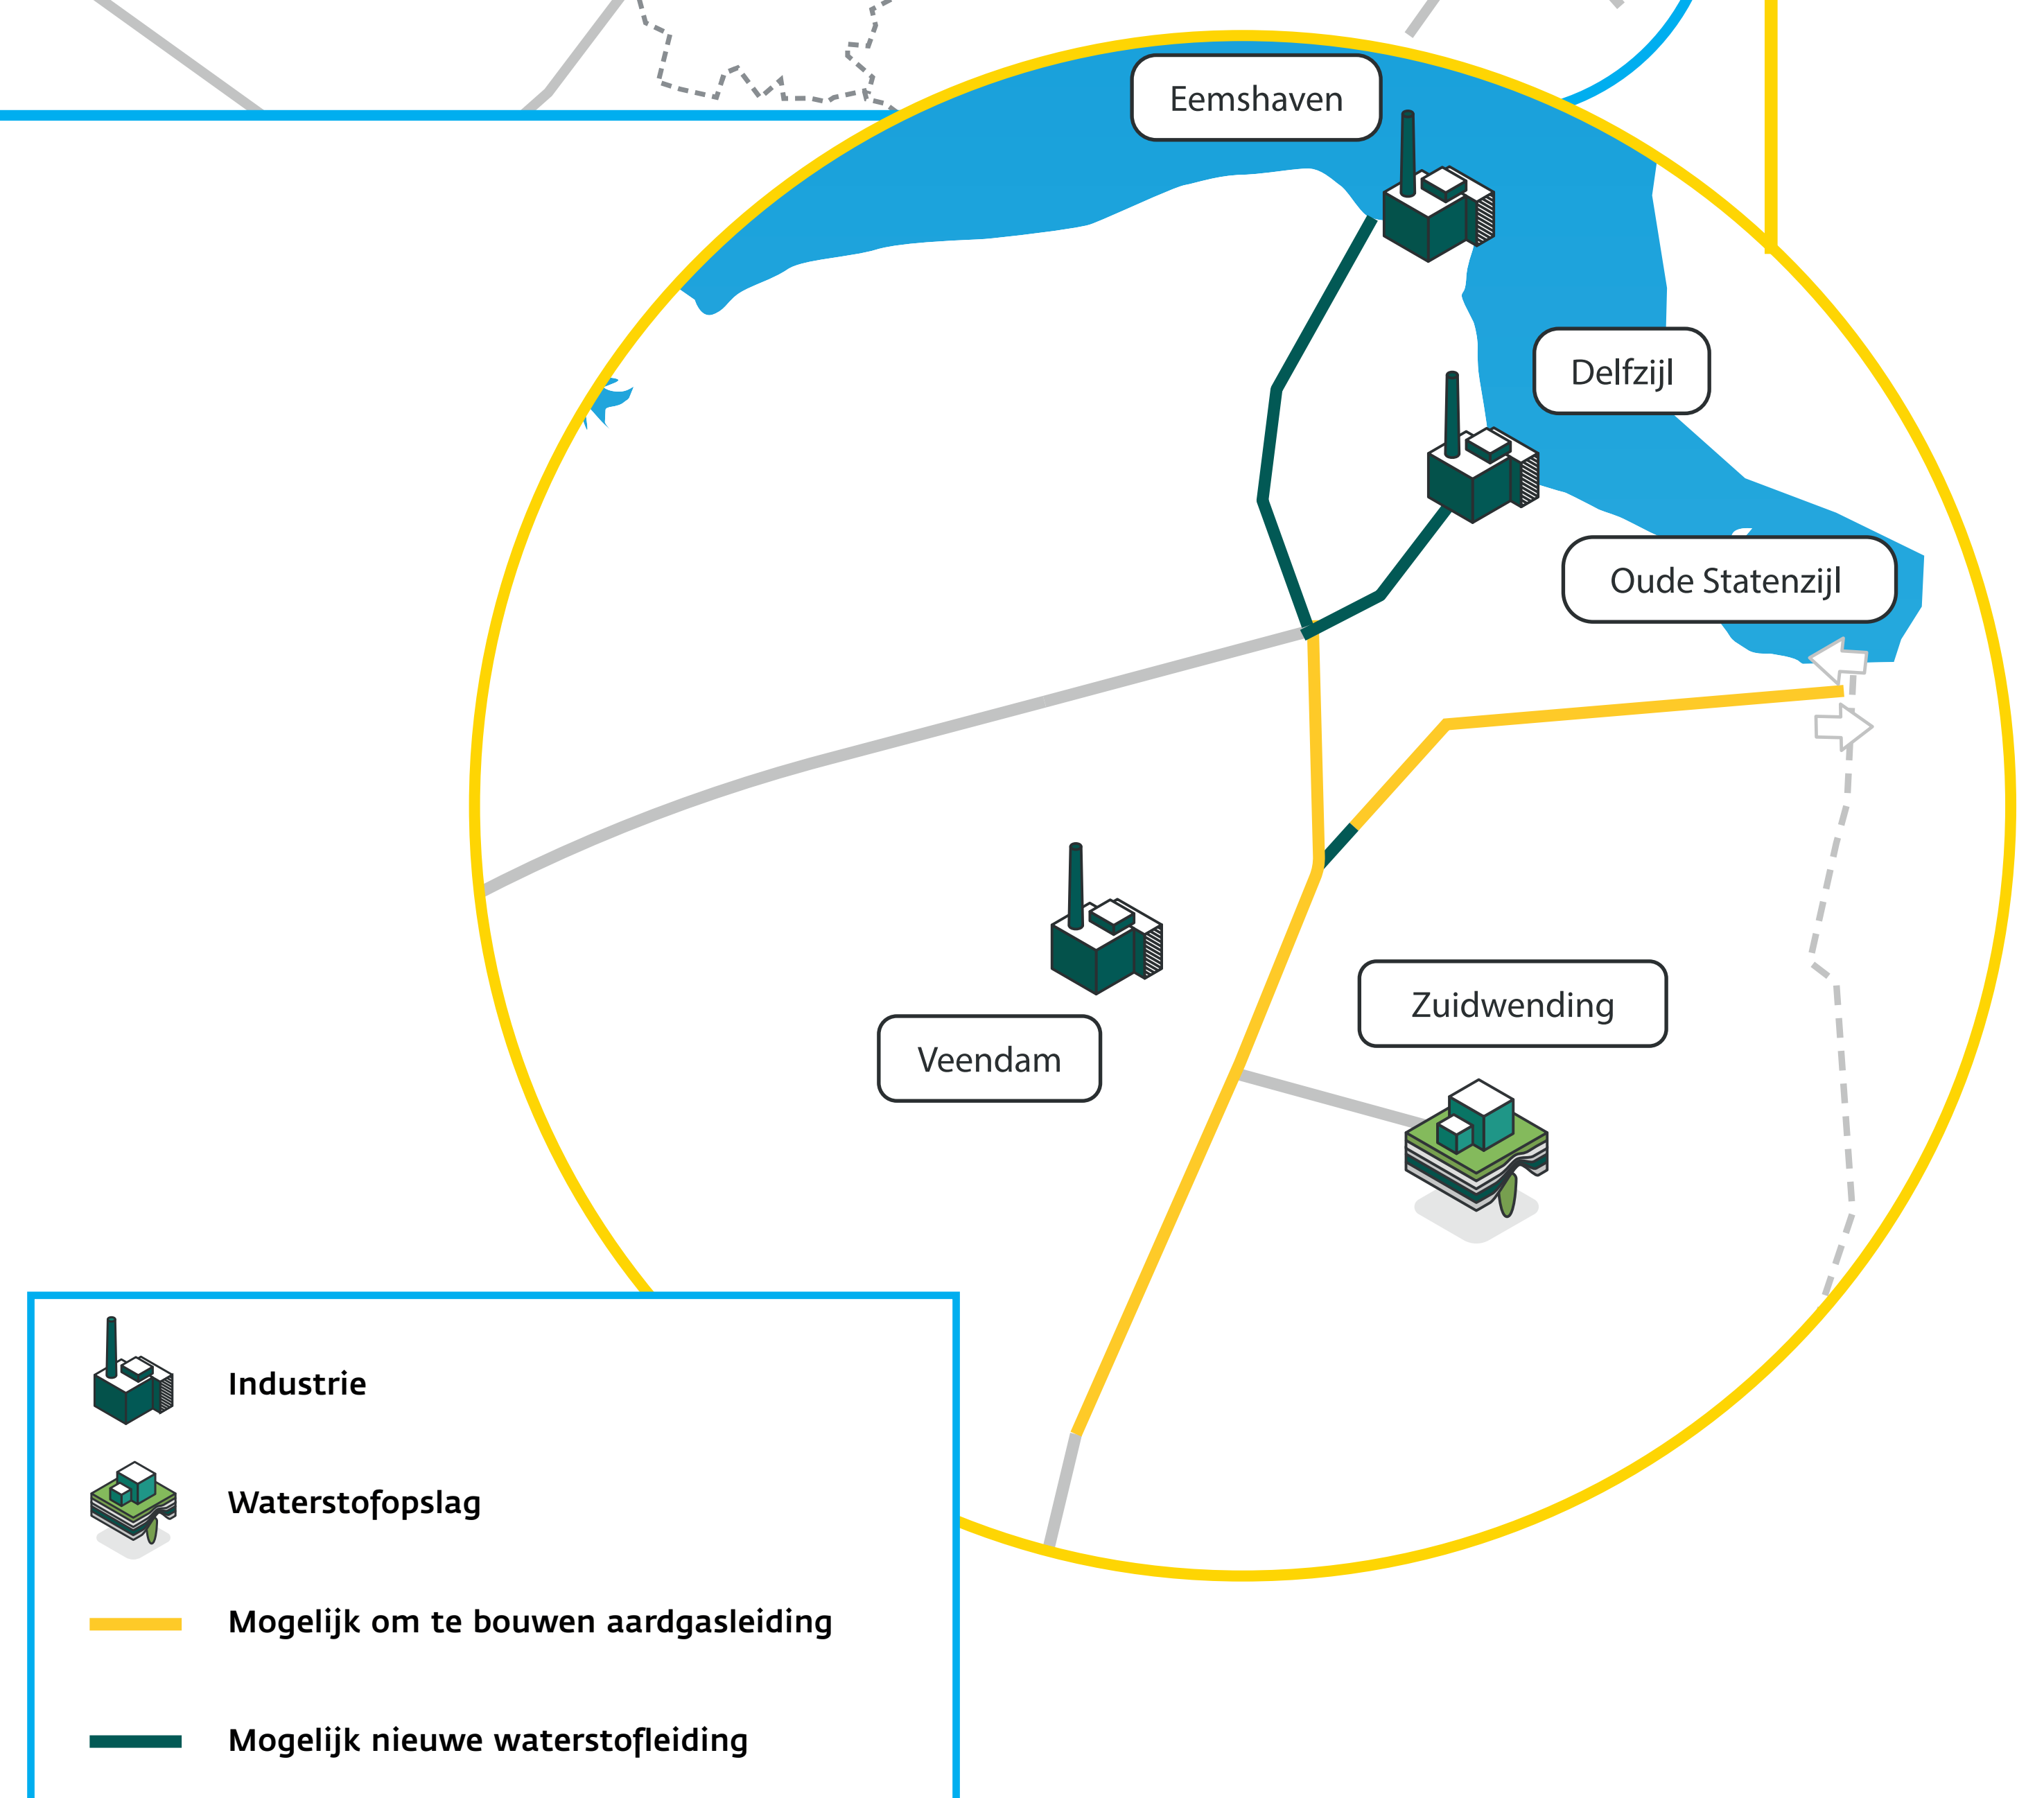 Eemshaven
Delfzijl
Oude Statenzijl
Zuidwending
Veendam
Industrie
Waterstofopslag
Mogelijk om te bouwen aardgasleiding
Mogelijk nieuwe waterstofleiding